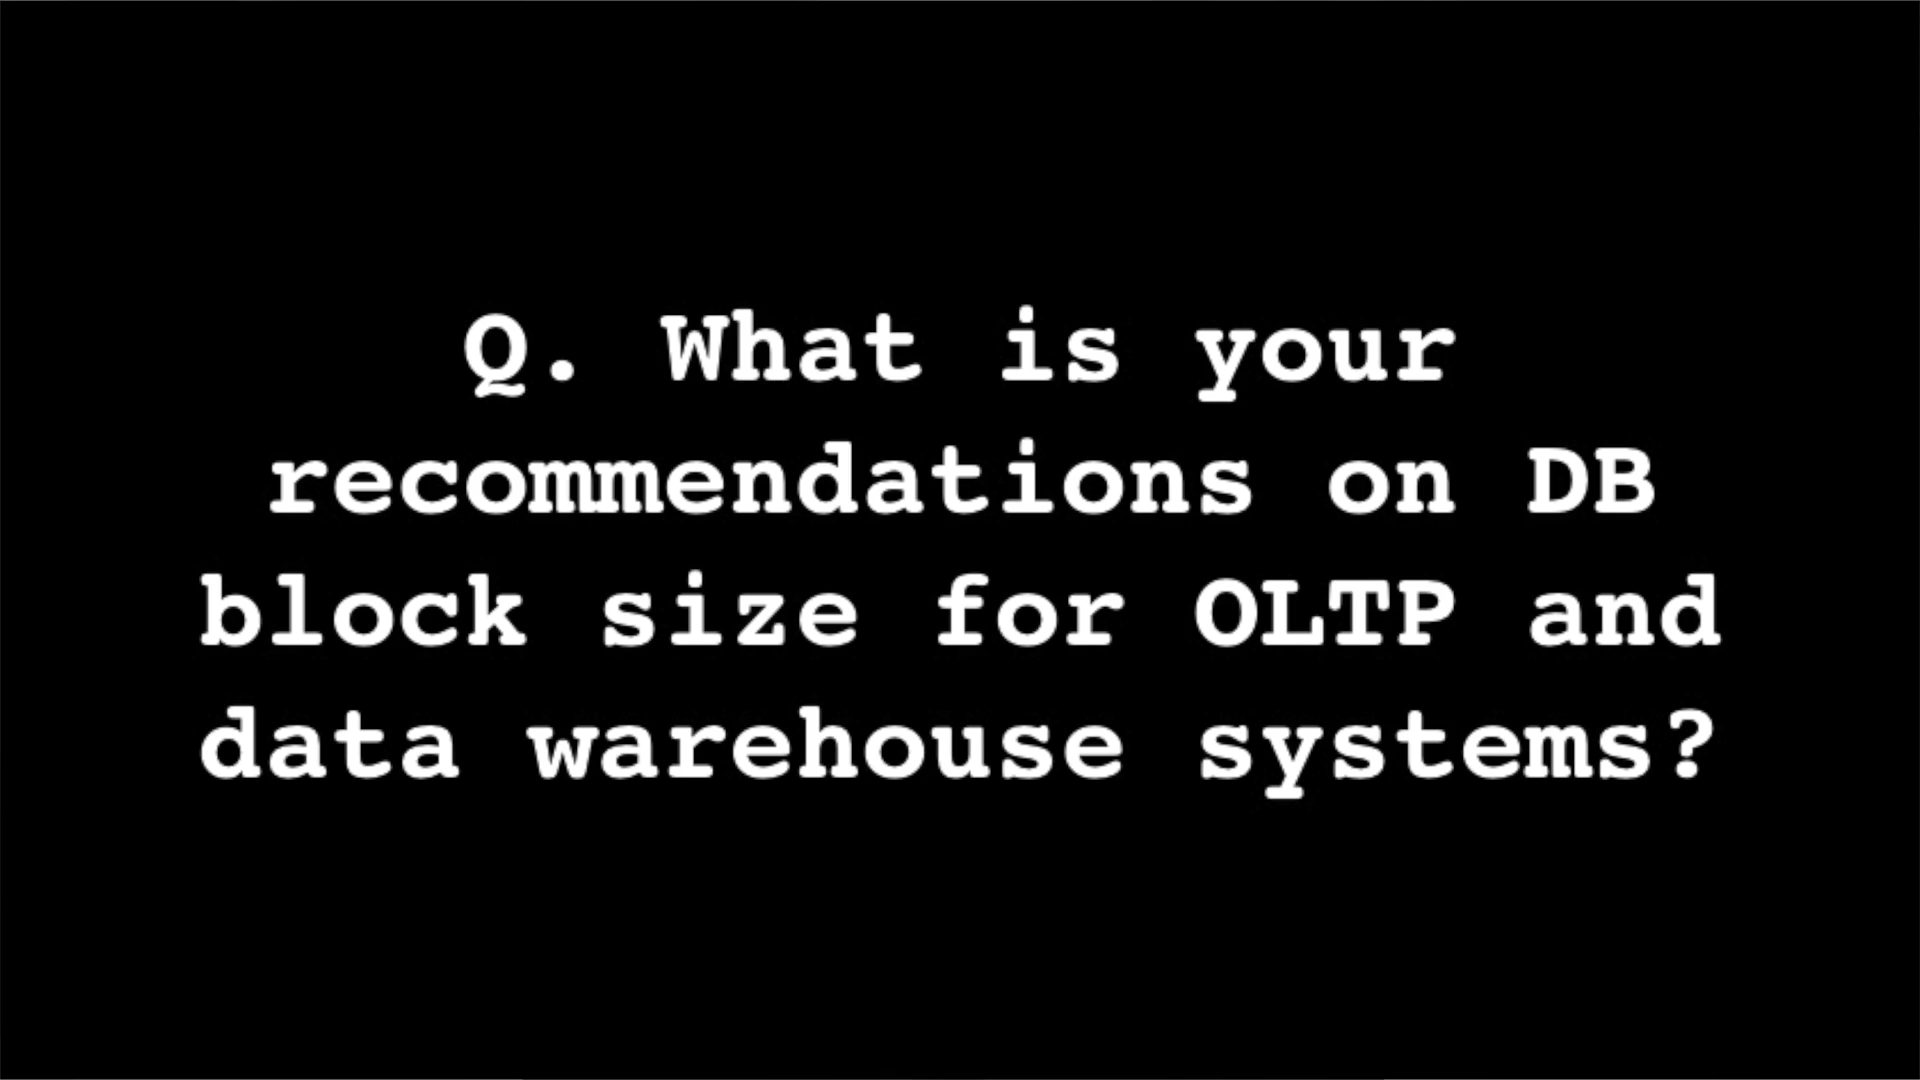 Q. What is your
recommendations on DB
block size for OLTP and
data warehouse systems?